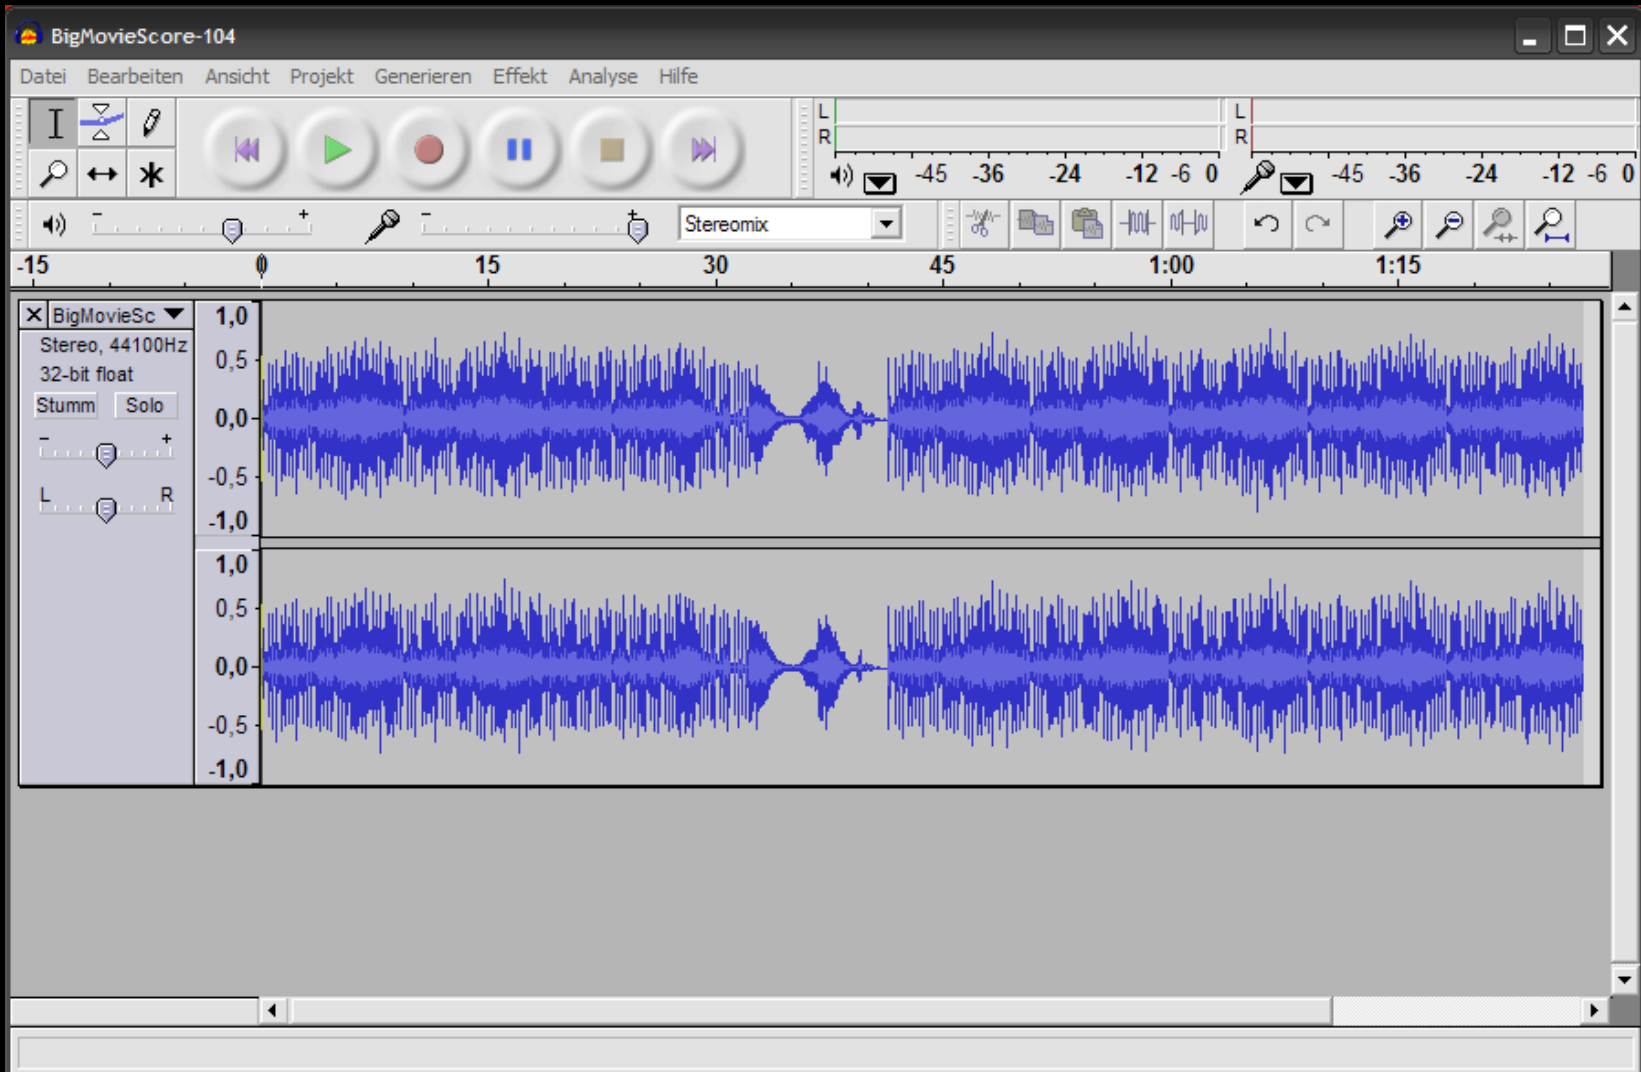 BigMovieScore-104
Datei Bearbeiten Ansicht Projekt Generieren Effekt Analyse Hilfe
L
R
-45 -36 -24 -12 -6 0
L
R
-45 -36 -24 -12 -6 0
- +
- +
Stereomix
-15 0 15 30 45 1:00 1:15
BigMovieSc
Stereo, 44100Hz
32-bit float
Stumm Solo
- +
L R
1,0
0,5
0,0
-0,5
-1,0
1,0
0,5
0,0
-0,5
-1,0